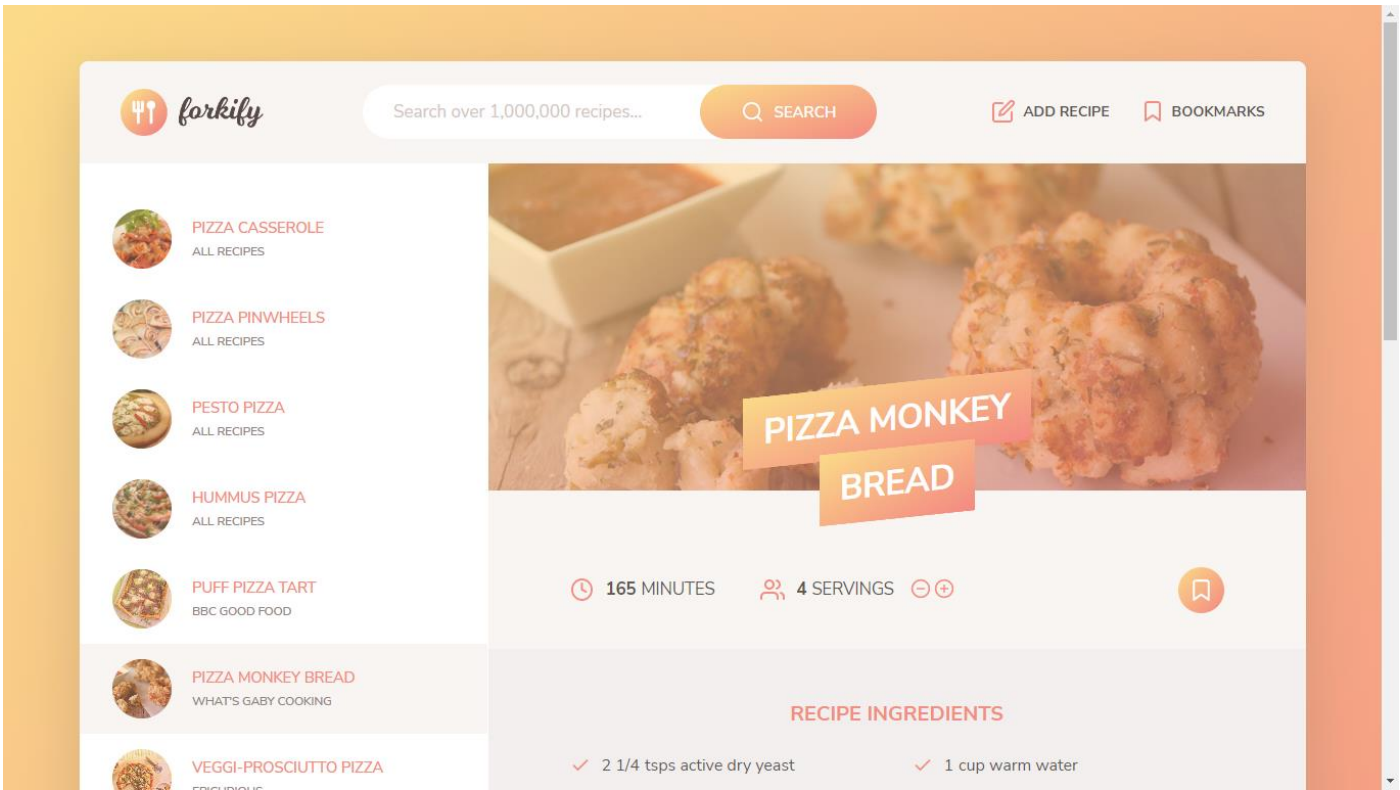 forkify
Search over 1,000,000 recipes...
SEARCH
ADD RECIPE
BOOKMARKS
PIZZA CASSEROLE
ALL RECIPES
PIZZA PINWHEELS
ALL RECIPES
PESTO PIZZA
ALL RECIPES
HUMMUS PIZZA
ALL RECIPES
PUFF PIZZA TART
BBC GOOD FOOD
PIZZA MONKEY BREAD
WHAT'S GABY COOKING
VEGGI-PROSCIUTTO PIZZA
EPICURIOUS
PIZZA MONKEY
BREAD
165 MINUTES
4 SERVINGS
RECIPE INGREDIENTS
2 1/4 tsps active dry yeast
1 cup warm water